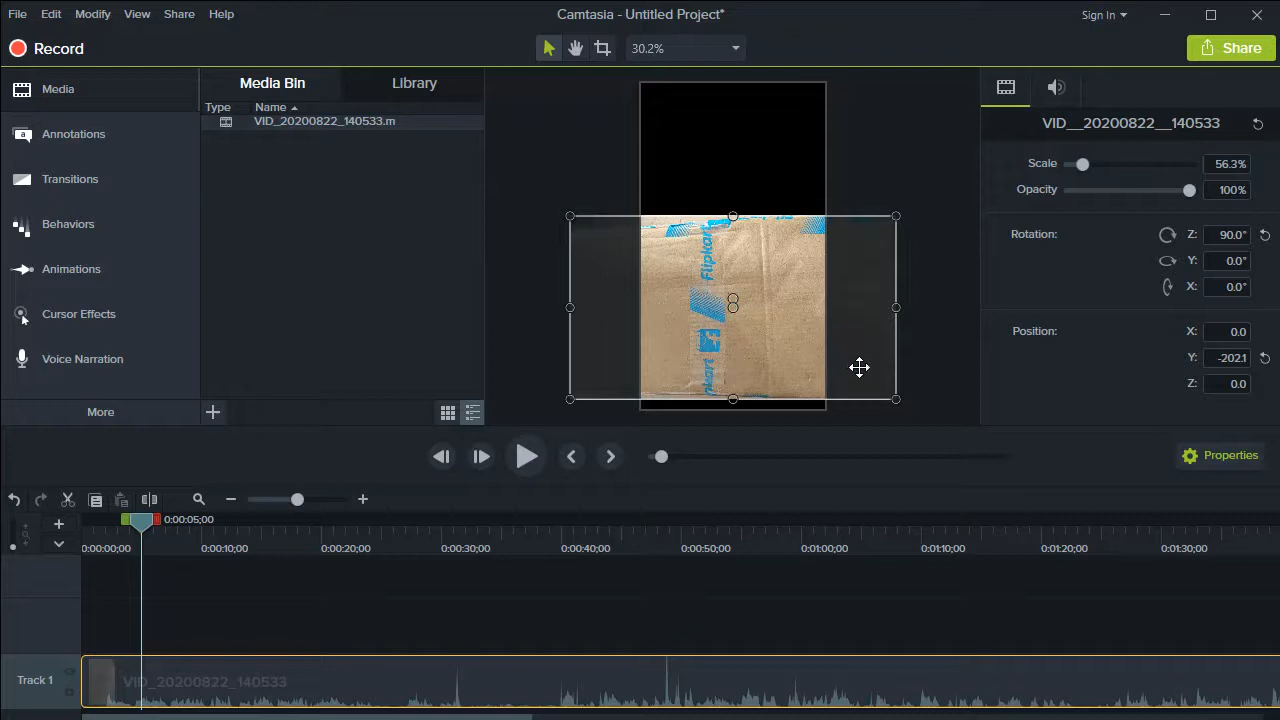 File Edit Modify View Share Help Camtasia - Untitled Project* Sign In
Record 30.2% Share
Media
Annotations
Transitions
Behaviors
Animations
Cursor Effects
Voice Narration
More
Media Bin Library
Type Name
VID_20200822_140533.m
Flipkart
VID__20200822__140533
Scale 56.3%
Opacity 100%
Rotation: Z: 90.0°
Y: 0.0°
X: 0.0°
Position: X: 0.0
Y: -202.1
Z: 0.0
Properties
0:00:05;00
0:00:00;00 0:00:10;00 0:00:20;00 0:00:30;00 0:00:40;00 0:00:50;00 0:01:00;00 0:01:10;00 0:01:20;00 0:01:30;00
Track 1 VID_20200822_140533